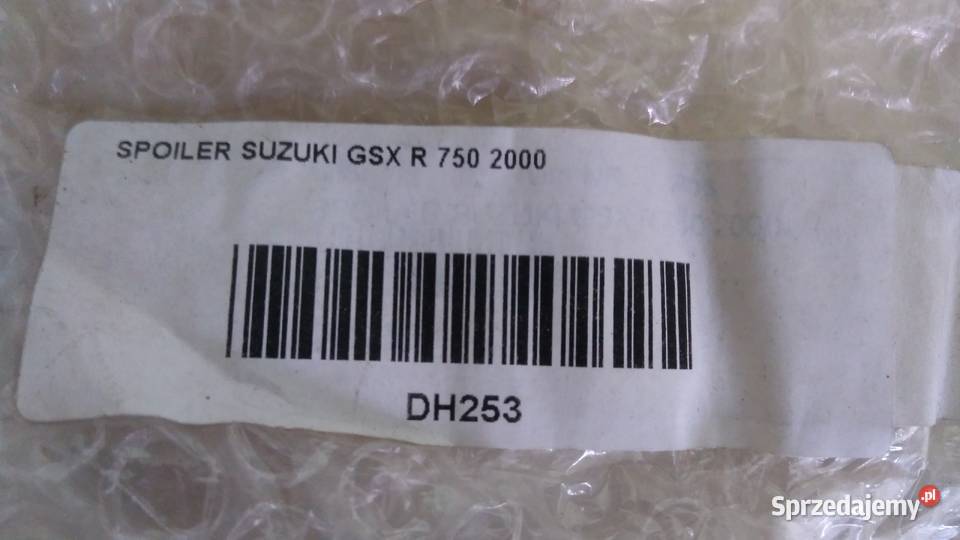 SPOILER SUZUKI GSX R 750 2000
DH253
Sprzedajemy.pl